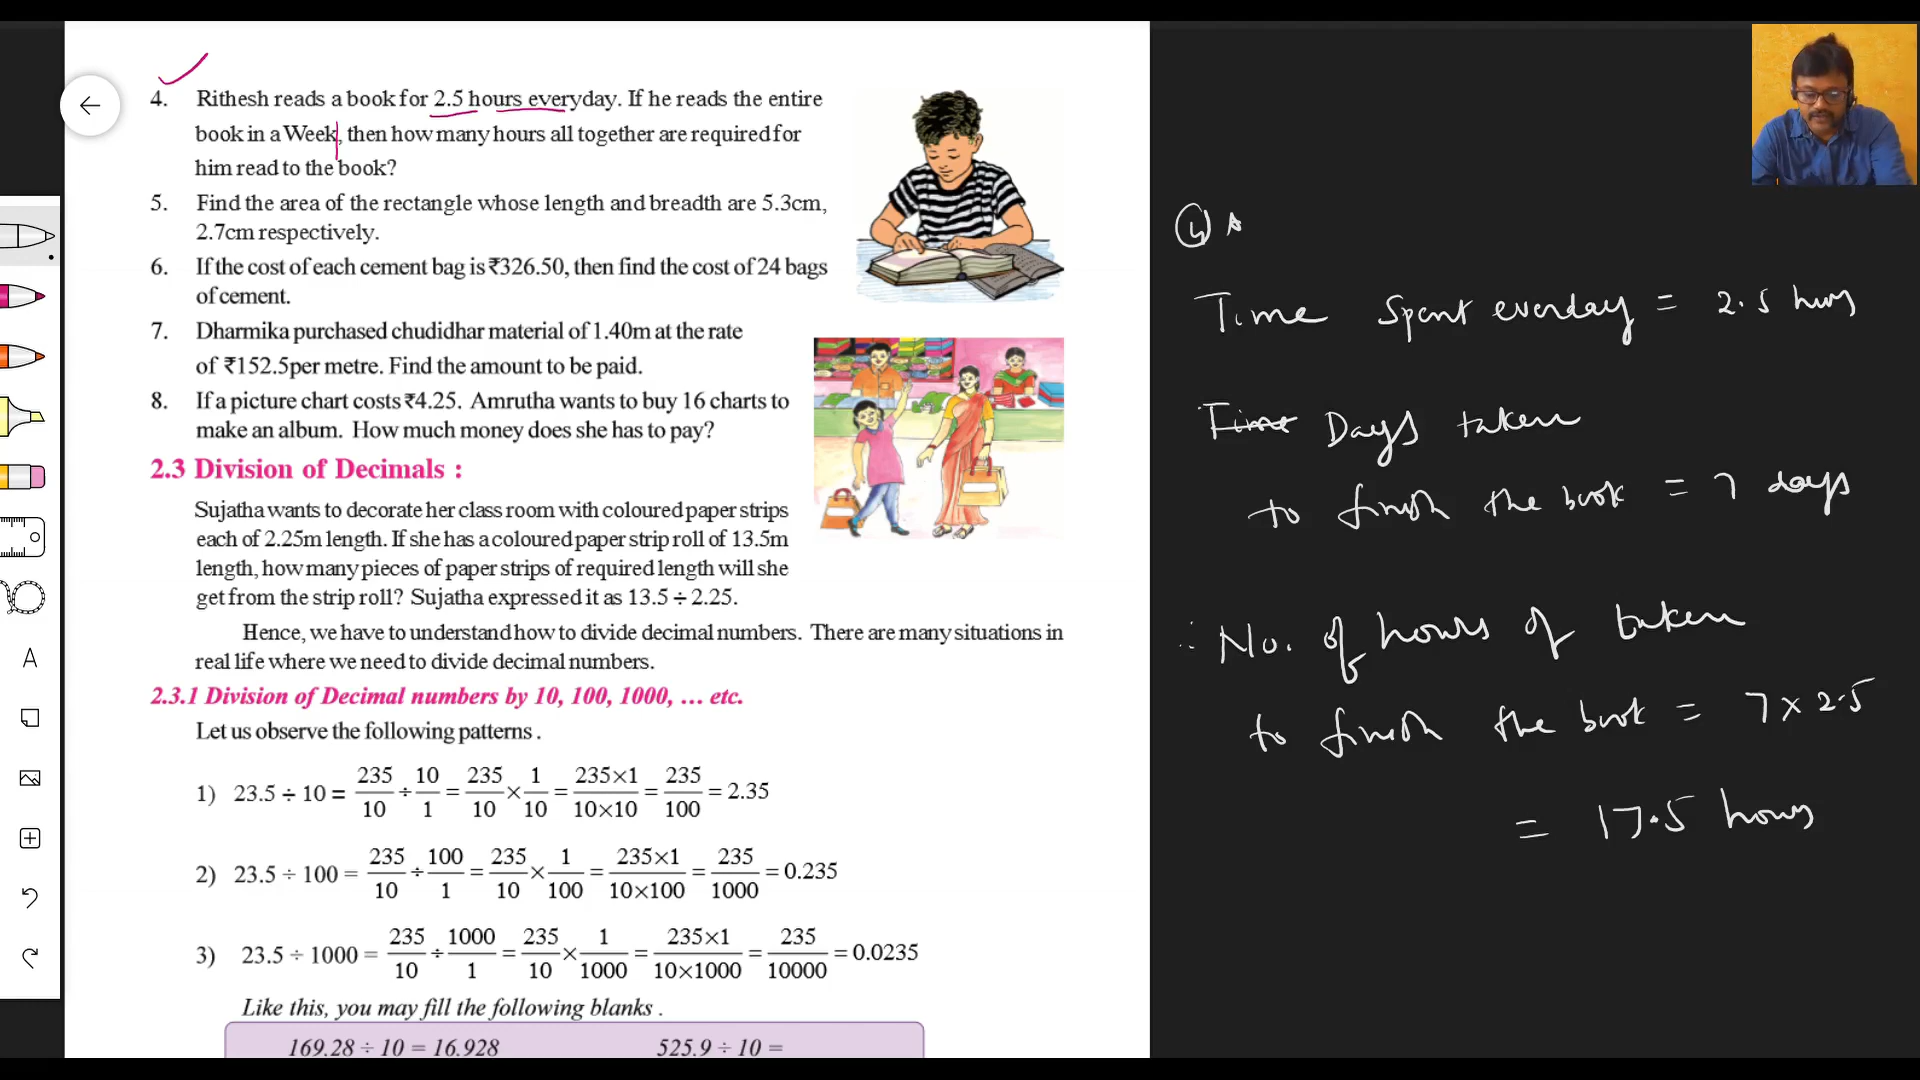 4. Rithesh reads a book for 2.5 hours everyday. If he reads the entire
book in a Week, then how many hours all together are required for
him read to the book?
5. Find the area of the rectangle whose length and breadth are 5.3cm,
2.7cm respectively.
6. If the cost of each cement bag is ₹326.50, then find the cost of 24 bags
of cement.
7. Dharmika purchased chudidhar material of 1.40m at the rate
of ₹152.5per metre. Find the amount to be paid.
8. If a picture chart costs ₹4.25. Amrutha wants to buy 16 charts to
make an album. How much money does she has to pay?
2.3 Division of Decimals :
Sujatha wants to decorate her class room with coloured paper strips
each of 2.25m length. If she has a coloured paper strip roll of 13.5m
length, how many pieces of paper strips of required length will she
get from the strip roll? Sujatha expressed it as 13.5 ÷ 2.25.
Hence, we have to understand how to divide decimal numbers. There are many situations in
real life where we need to divide decimal numbers.
2.3.1 Division of Decimal numbers by 10, 100, 1000, … etc.
Let us observe the following patterns .
1) 23.5 ÷ 10 = 235/10 ÷ 10/1 = 235/10 × 1/10 = 235×1/10×10 = 235/100 = 2.35
2) 23.5 ÷ 100 = 235/10 ÷ 100/1 = 235/10 × 1/100 = 235×1/10×100 = 235/1000 = 0.235
3) 23.5 ÷ 1000 = 235/10 ÷ 1000/1 = 235/10 × 1/1000 = 235×1/10×1000 = 235/10000 = 0.0235
Like this, you may fill the following blanks .
169.28 ÷ 10 = 16.928 525.9 ÷ 10 =
4) A
Time Spent everday = 2.5 hours
Time Days taken
to finish the book = 7 days
∴ No. of hours of taken
to finish the book = 7 × 2.5
= 17.5 hours
A